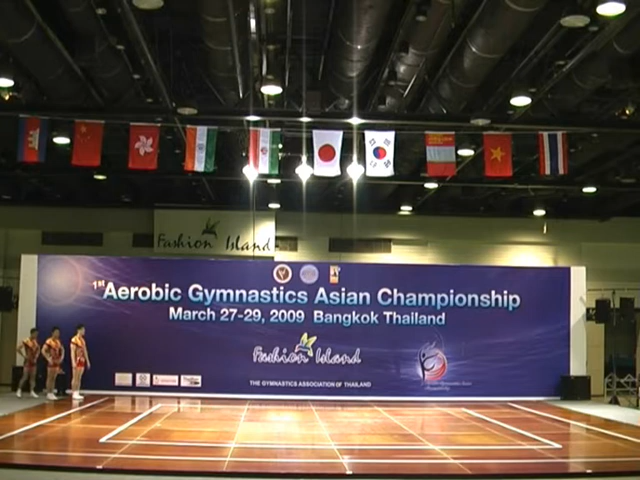 Fashion Island
1st Aerobic Gymnastics Asian Championship
March 27-29, 2009 Bangkok Thailand
Fashion Island
THE GYMNASTICS ASSOCIATION OF THAILAND